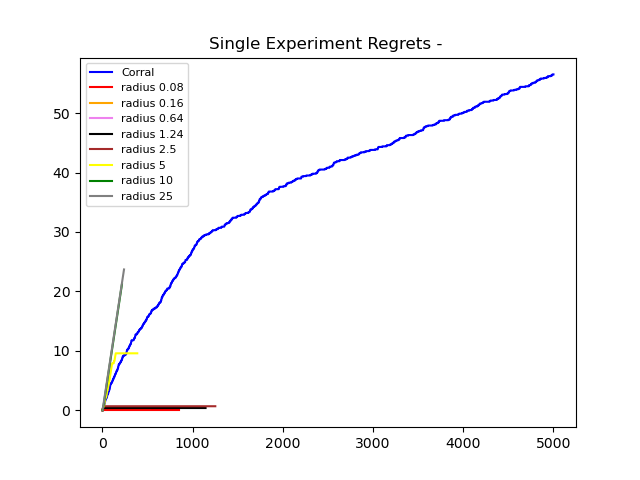 Single Experiment Regrets -
Corral
radius 0.08
radius 0.16
radius 0.64
radius 1.24
radius 2.5
radius 5
radius 10
radius 25
50
40
30
20
10
0
0 1000 2000 3000 4000 5000